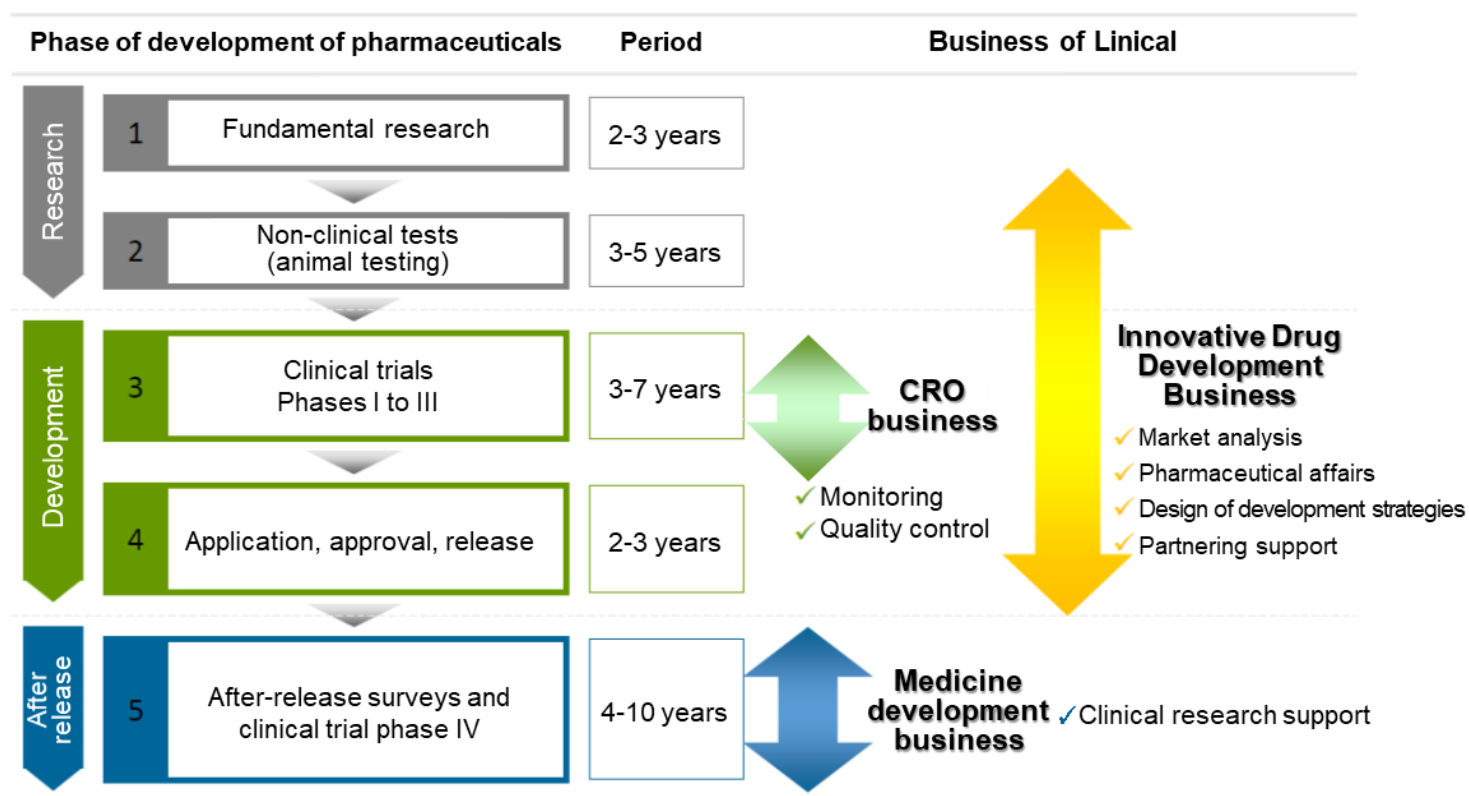 Phase of development of pharmaceuticals
Period
Business of Linical
Research
1
Fundamental research
2-3 years
2
Non-clinical tests
(animal testing)
3-5 years
Development
3
Clinical trials
Phases I to III
3-7 years
CRO
business
✓ Monitoring
✓ Quality control
Innovative Drug
Development
Business
✓ Market analysis
✓ Pharmaceutical affairs
✓ Design of development strategies
✓ Partnering support
4
Application, approval, release
2-3 years
After
release
5
After-release surveys and
clinical trial phase IV
4-10 years
Medicine
development
business
✓ Clinical research support